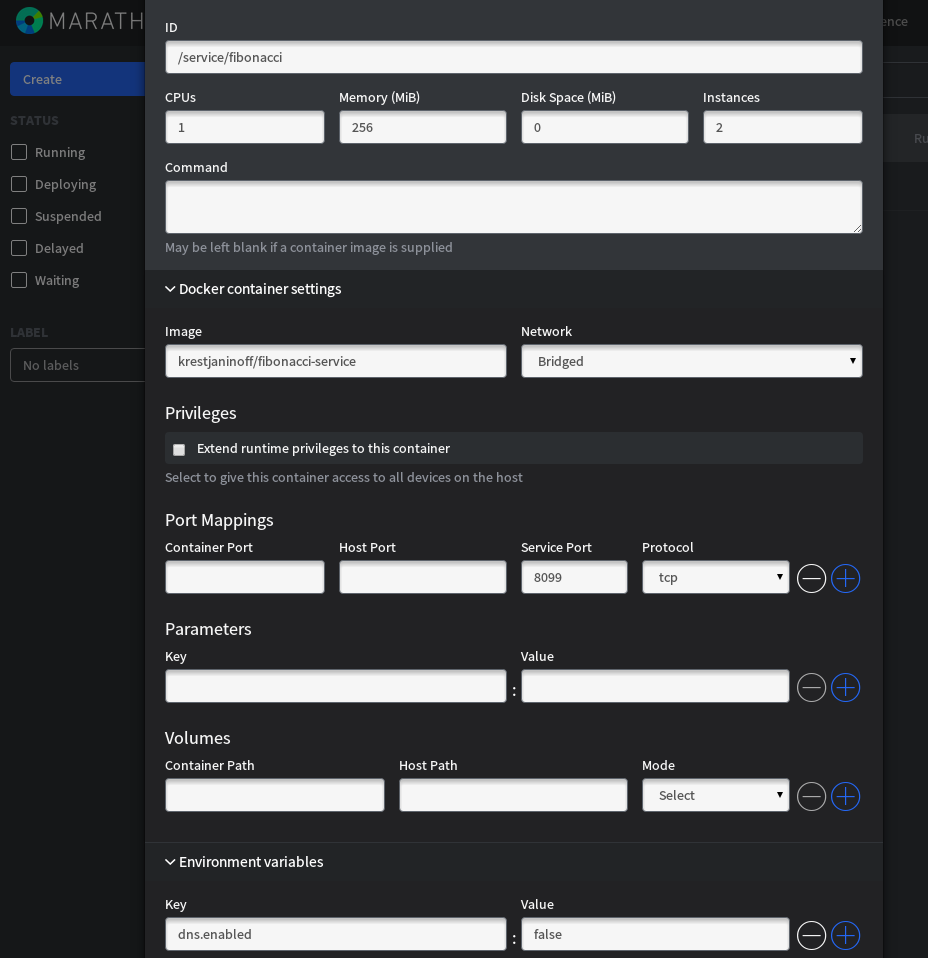 MARATH
ence
ID
/service/fibonacci
Create
CPUs Memory (MiB) Disk Space (MiB) Instances
1 256 0 2
STATUS
Ru
Running
Deploying
Suspended
Delayed
Waiting
Command
May be left blank if a container image is supplied
Docker container settings
LABEL
No labels
Image Network
krestjaninoff/fibonacci-service Bridged
Privileges
Extend runtime privileges to this container
Select to give this container access to all devices on the host
Port Mappings
Container Port Host Port Service Port Protocol
8099 tcp
Parameters
Key Value
:
Volumes
Container Path Host Path Mode
Select
Environment variables
Key Value
dns.enabled : false